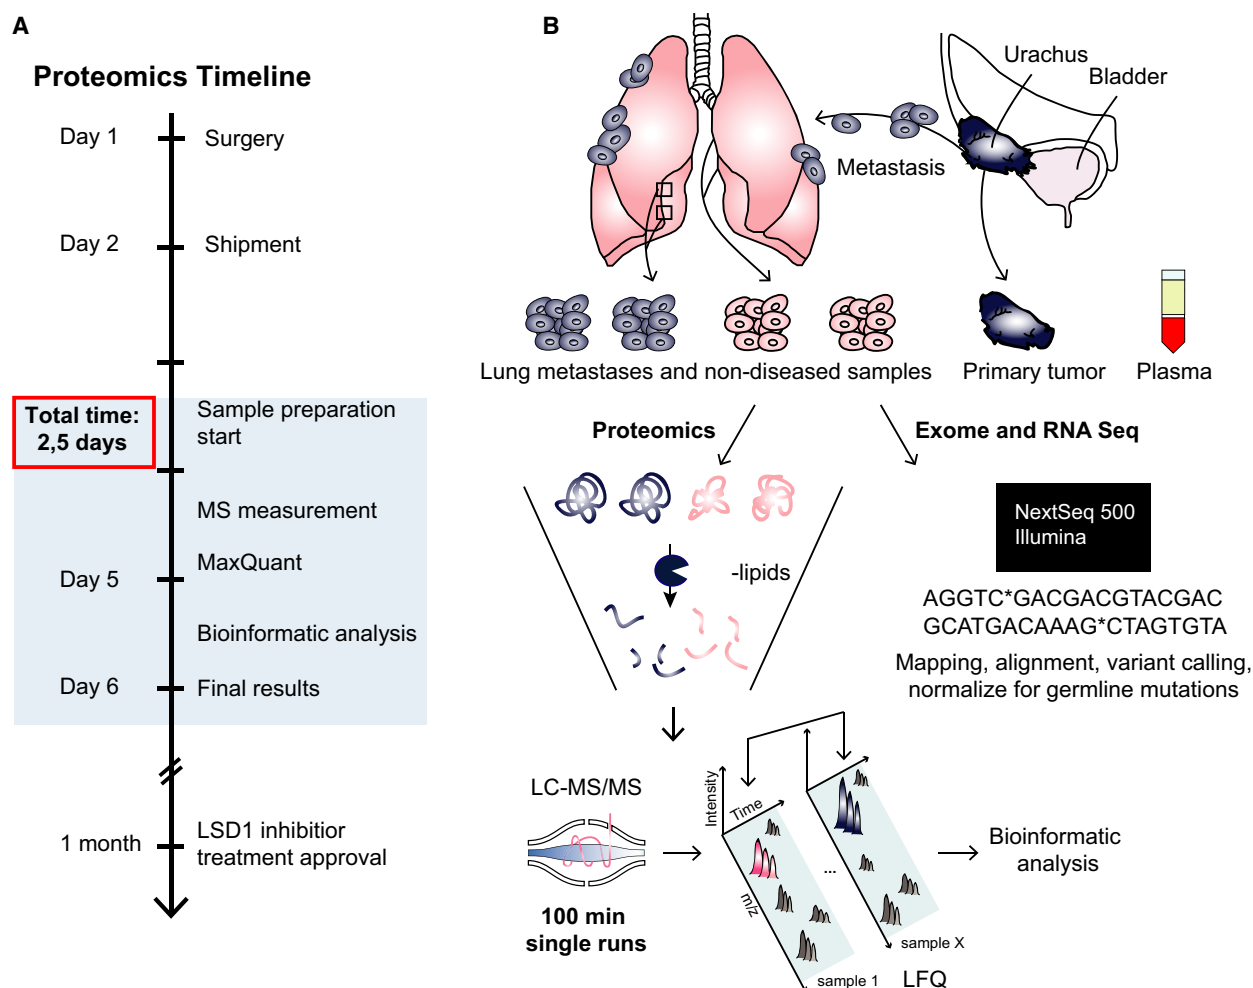 A
Proteomics Timeline
Day 1
Surgery
Day 2
Shipment
Total time:
2,5 days
Sample preparation
start
MS measurement
MaxQuant
Day 5
Bioinformatic analysis
Day 6
Final results
1 month
LSD1 inhibitior
treatment approval
B
Urachus
Bladder
Metastasis
Lung metastases and non-diseased samples
Primary tumor
Plasma
Proteomics
Exome and RNA Seq
-lipids
NextSeq 500
Illumina
AGGTC*GACGACGTACGAC
GCATGACAAAG*CTAGTGTA
Mapping, alignment, variant calling,
normalize for germline mutations
LC-MS/MS
100 min
single runs
Intensity
Time
m/z
...
sample 1
sample X
LFQ
Bioinformatic
analysis